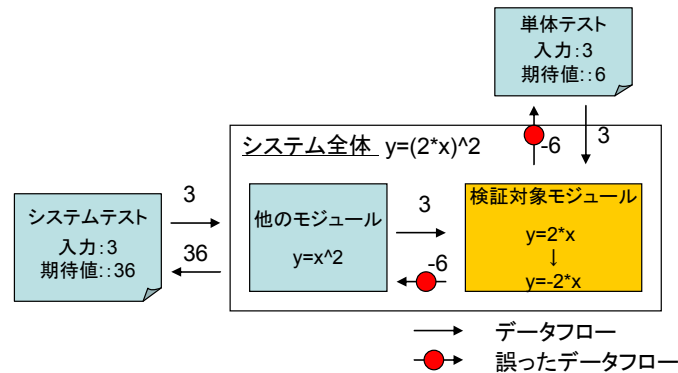 単体テスト
入力:3
期待値::6
-6
3
システム全体 y=(2*x)^2
システムテスト
入力:3
期待値::36
3
36
他のモジュール
y=x^2
3
-6
検証対象モジュール
y=2*x
↓
y=-2*x
データフロー
誤ったデータフロー